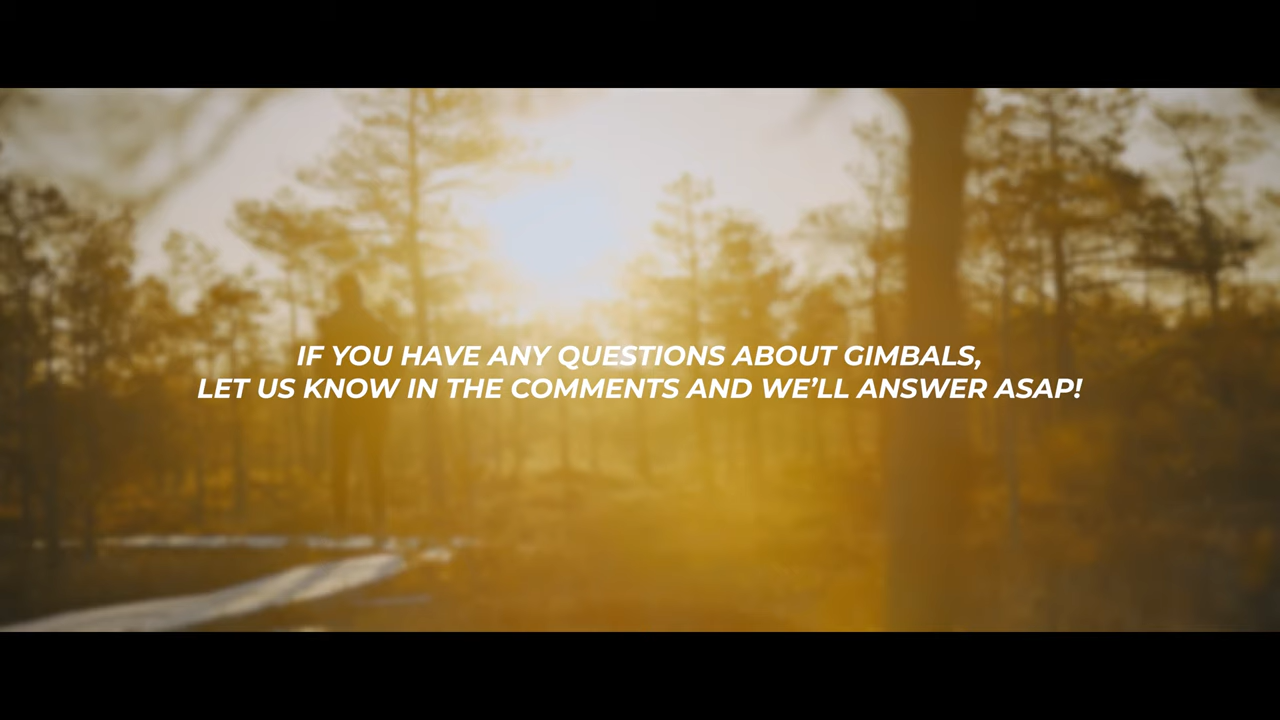 IF YOU HAVE ANY QUESTIONS ABOUT GIMBALS,
LET US KNOW IN THE COMMENTS AND WE’LL ANSWER ASAP!